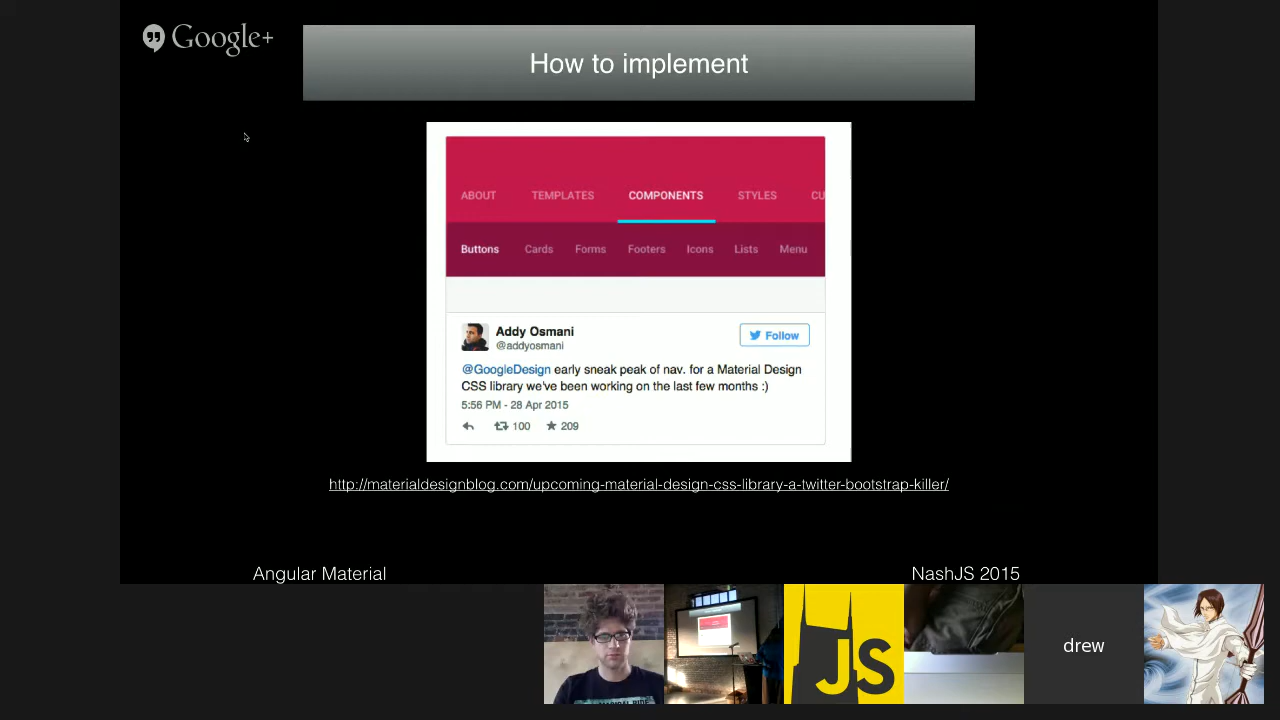 Google+
How to implement
ABOUT TEMPLATES COMPONENTS STYLES CU
Buttons Cards Forms Footers Icons Lists Menu
Addy Osmani
@addyosmani
Follow
@GoogleDesign early sneak peak of nav. for a Material Design
CSS library we've been working on the last few months :)
5:56 PM - 28 Apr 2015
100 209
http://materialdesignblog.com/upcoming-material-design-css-library-a-twitter-bootstrap-killer/
Angular Material
NashJS 2015
JS
drew